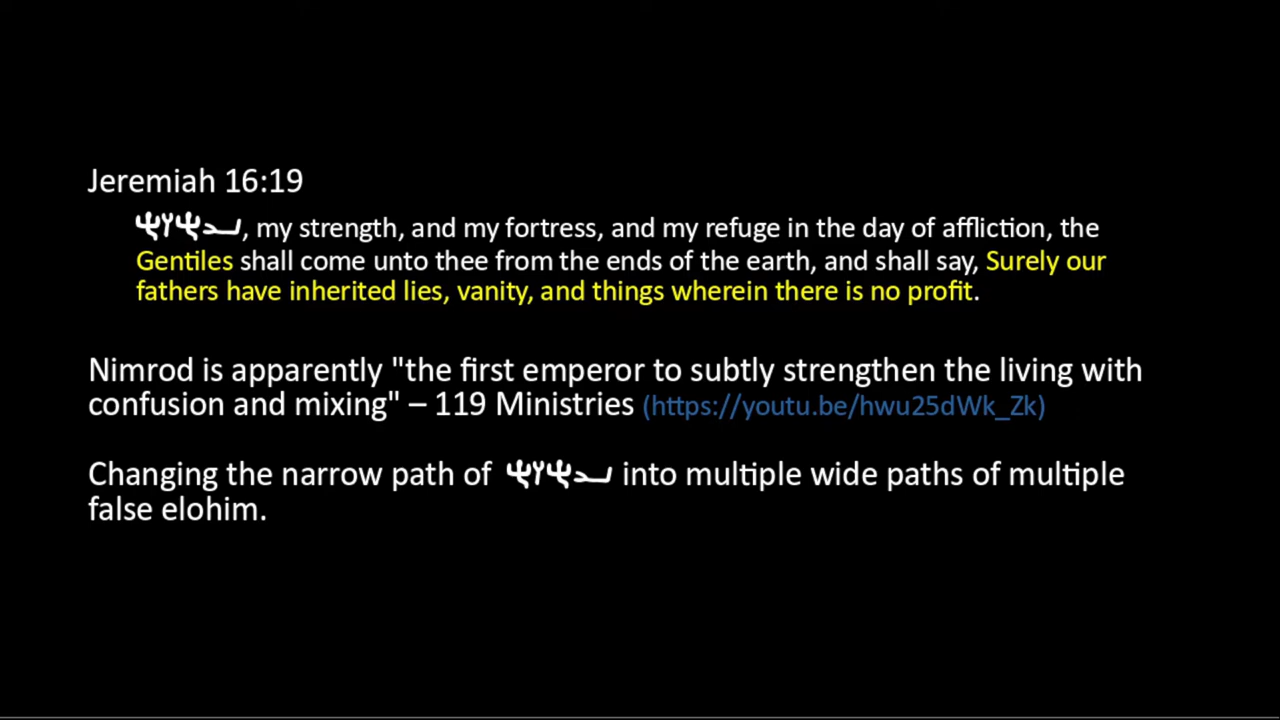 Jeremiah 16:19
𐤉𐤄𐤅𐤄, my strength, and my fortress, and my refuge in the day of affliction, the
Gentiles shall come unto thee from the ends of the earth, and shall say, Surely our
fathers have inherited lies, vanity, and things wherein there is no profit.
Nimrod is apparently "the first emperor to subtly strengthen the living with
confusion and mixing" – 119 Ministries (https://youtu.be/hwu25dWk_Zk)
Changing the narrow path of 𐤉𐤄𐤅𐤄 into multiple wide paths of multiple
false elohim.